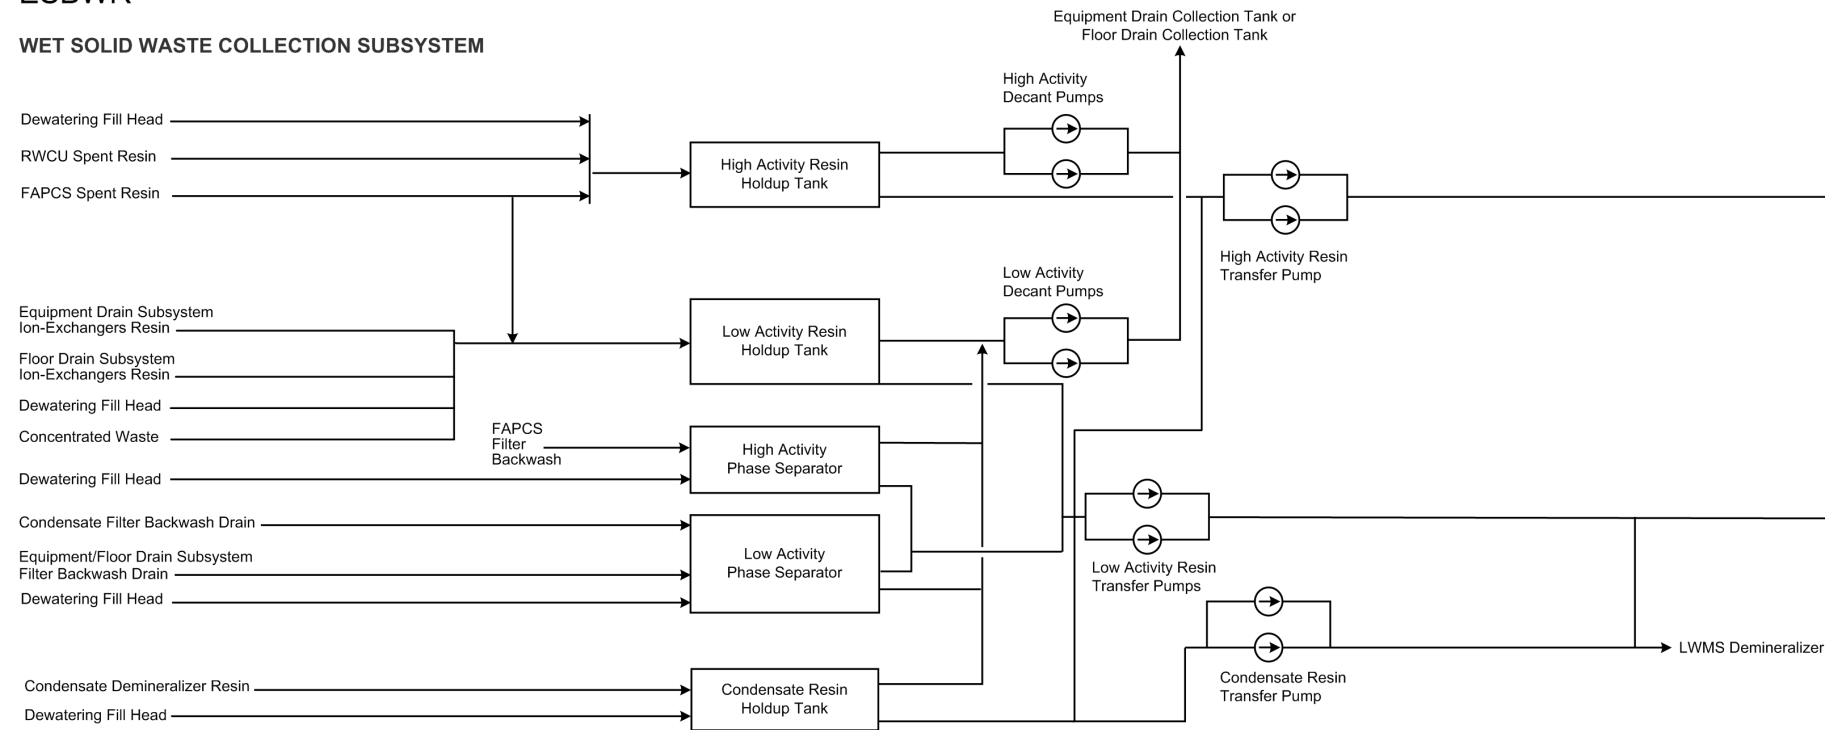 WET SOLID WASTE COLLECTION SUBSYSTEM
Equipment Drain Collection Tank or
Floor Drain Collection Tank
High Activity
Decant Pumps
Dewatering Fill Head
RWCU Spent Resin
FAPCS Spent Resin
High Activity Resin
Holdup Tank
High Activity Resin
Transfer Pump
Low Activity
Decant Pumps
Equipment Drain Subsystem
Ion-Exchangers Resin
Floor Drain Subsystem
Ion-Exchangers Resin
Dewatering Fill Head
Concentrated Waste
Low Activity Resin
Holdup Tank
FAPCS
Filter
Backwash
Dewatering Fill Head
High Activity
Phase Separator
Condensate Filter Backwash Drain
Equipment/Floor Drain Subsystem
Filter Backwash Drain
Dewatering Fill Head
Low Activity
Phase Separator
Low Activity Resin
Transfer Pumps
Condensate Demineralizer Resin
Dewatering Fill Head
Condensate Resin
Holdup Tank
Condensate Resin
Transfer Pump
LWMS Demineralizer